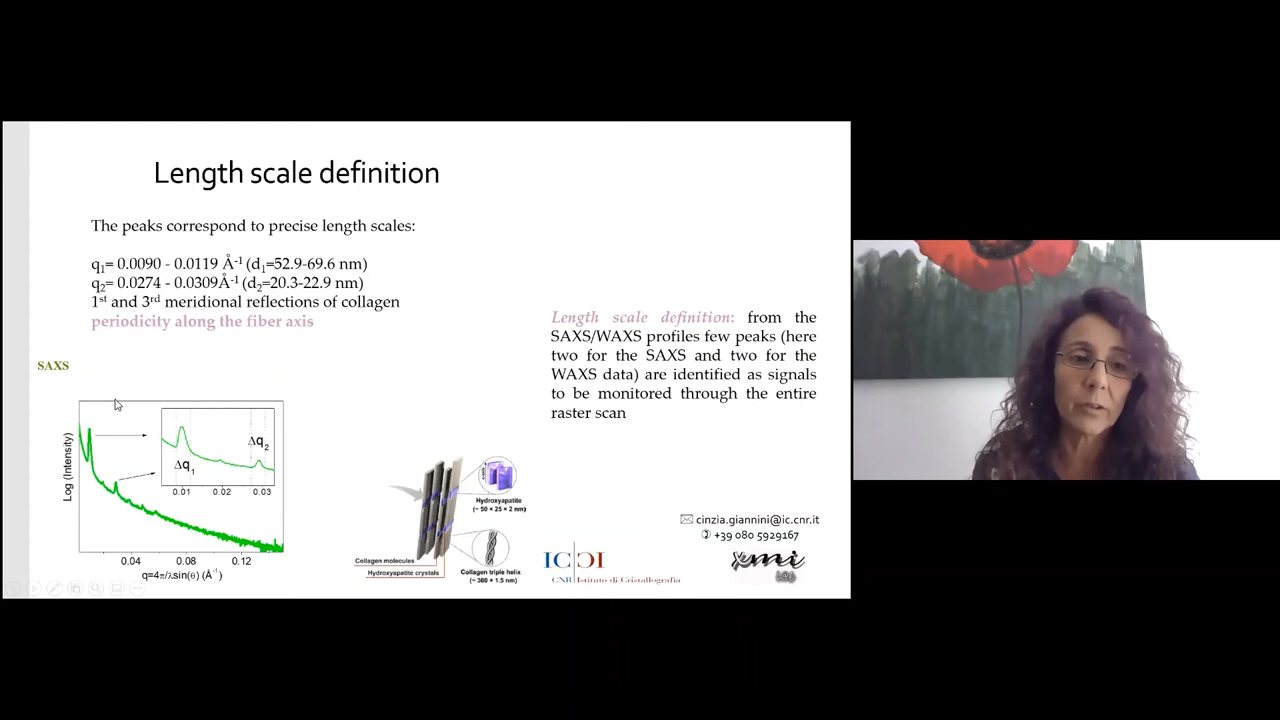 Length scale definition
The peaks correspond to precise length scales:
q1= 0.0090 - 0.0119 Å-1 (d1=52.9-69.6 nm)
q2= 0.0274 - 0.0309Å-1 (d2=20.3-22.9 nm)
1st and 3rd meridional reflections of collagen
periodicity along the fiber axis
Length scale definition: from the
SAXS/WAXS profiles few peaks (here
two for the SAXS and two for the
WAXS data) are identified as signals
to be monitored through the entire
raster scan
SAXS
Log (Intensity)
Δq1
Δq2
0.01 0.02 0.03
0.04 0.08 0.12
q=4π/λsin(θ) (Å-1)
Hydroxyapatite
(~ 50 × 25 × 2 nm)
Collagen molecules
Hydroxyapatite crystals
Collagen triple helix
(~ 300 × 1.5 nm)
IC
CNR Istituto di Cristallografia
cinzia.giannini@ic.cnr.it
+39 080 5929167
xmi
L@b